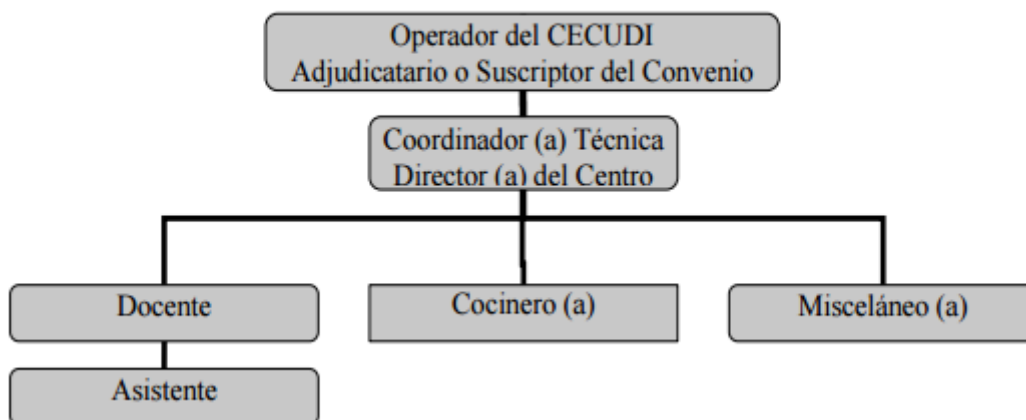 Operador del CECUDI
Adjudicatario o Suscriptor del Convenio
Coordinador (a) Técnica
Director (a) del Centro
Docente
Cocinero (a)
Misceláneo (a)
Asistente